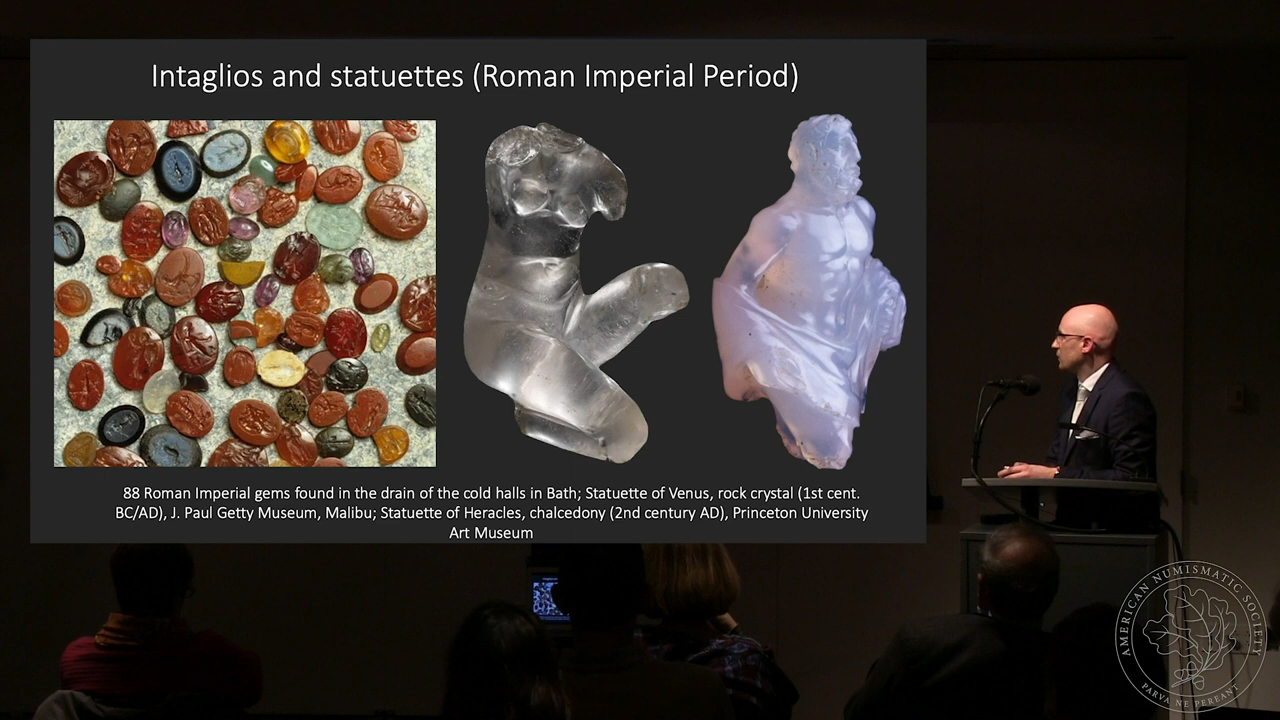 Intaglios and statuettes (Roman Imperial Period)
88 Roman Imperial gems found in the drain of the cold halls in Bath; Statuette of Venus, rock crystal (1st cent.
BC/AD), J. Paul Getty Museum, Malibu; Statuette of Heracles, chalcedony (2nd century AD), Princeton University
Art Museum
AMERICAN NUMISMATIC SOCIETY
PARVA NE PEREANT